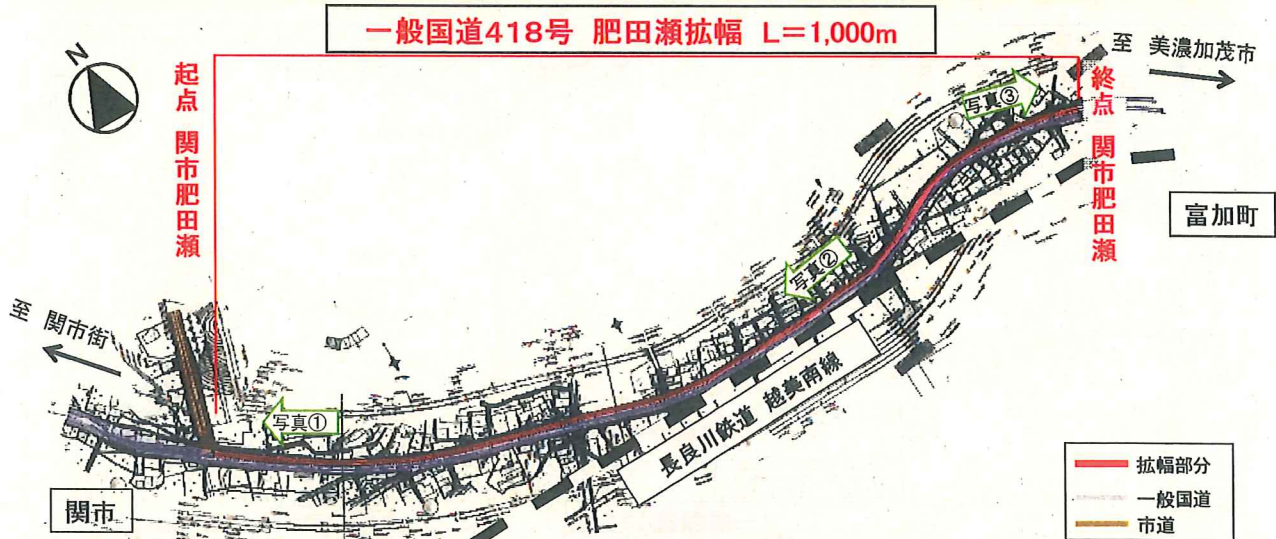 一般国道418号 肥田瀬拡幅 L=1,000m
N
起点 関市肥田瀬
至 美濃加茂市
終点 関市肥田瀬
写真③
富加町
写真②
至 関市街
写真①
長良川鉄道 越美南線
関市
拡幅部分
一般国道
市道